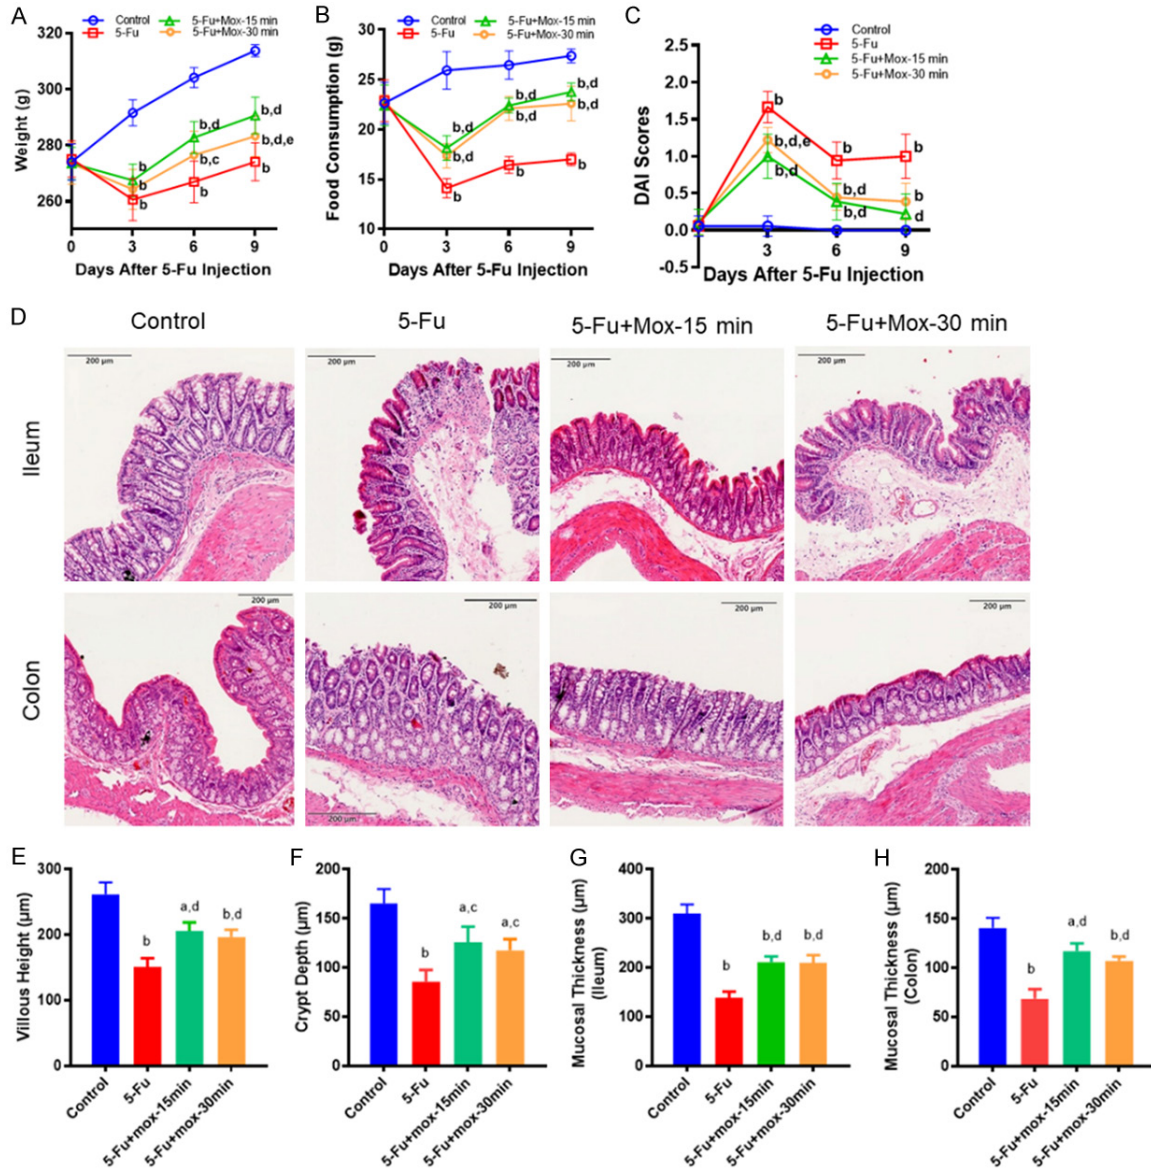 A
Control
5-Fu
5-Fu+Mox-15 min
5-Fu+Mox-30 min
Weight (g)
320
300
280
260
b
b
b
b,d
b,c
b
b,d
b,d,e
b
0
3
6
9
Days After 5-Fu Injection
B
Control
5-Fu
5-Fu+Mox-15 min
5-Fu+Mox-30 min
Food Consumption (g)
30
25
20
15
10
b,d
b,d
b
b,d
b,d
b
b,d
b,d
b
0
3
6
9
Days After 5-Fu Injection
C
Control
5-Fu
5-Fu+Mox-15 min
5-Fu+Mox-30 min
DAI Scores
2.5
2.0
1.5
1.0
0.5
0.0
-0.5
b
b,d,e
b,d
b
b,d
b,d
b
b
d
3
6
9
Days After 5-Fu Injection
D
Control
5-Fu
5-Fu+Mox-15 min
5-Fu+Mox-30 min
Ileum
200 µm
200 µm
200 µm
200 µm
Colon
200 µm
200 µm
200 µm
200 µm
200 µm
E
Villous Height (µm)
300
200
100
0
b
a,d
b,d
Control
5-Fu
5-Fu+mox-15min
5-Fu+mox-30min
F
Crypt Depth (µm)
200
150
100
50
0
b
a,c
a,c
Control
5-Fu
5-Fu+mox-15min
5-Fu+mox-30min
G
Mucosal Thickness (µm)
(Ileum)
400
300
200
100
0
b
b,d
b,d
Control
5-Fu
5-Fu+mox-15min
5-Fu+mox-30min
H
Mucosal Thickness (µm)
(Colon)
200
150
100
50
0
b
a,d
b,d
Control
5-Fu
5-Fu+mox-15min
5-Fu+mox-30min